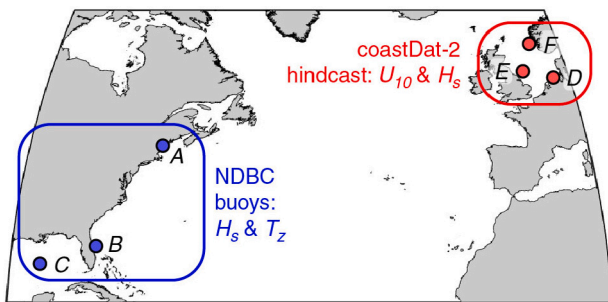 coastDat-2
hindcast: U10 & Hs
F
E
D
A
NDBC
buoys:
Hs & Tz
B
C